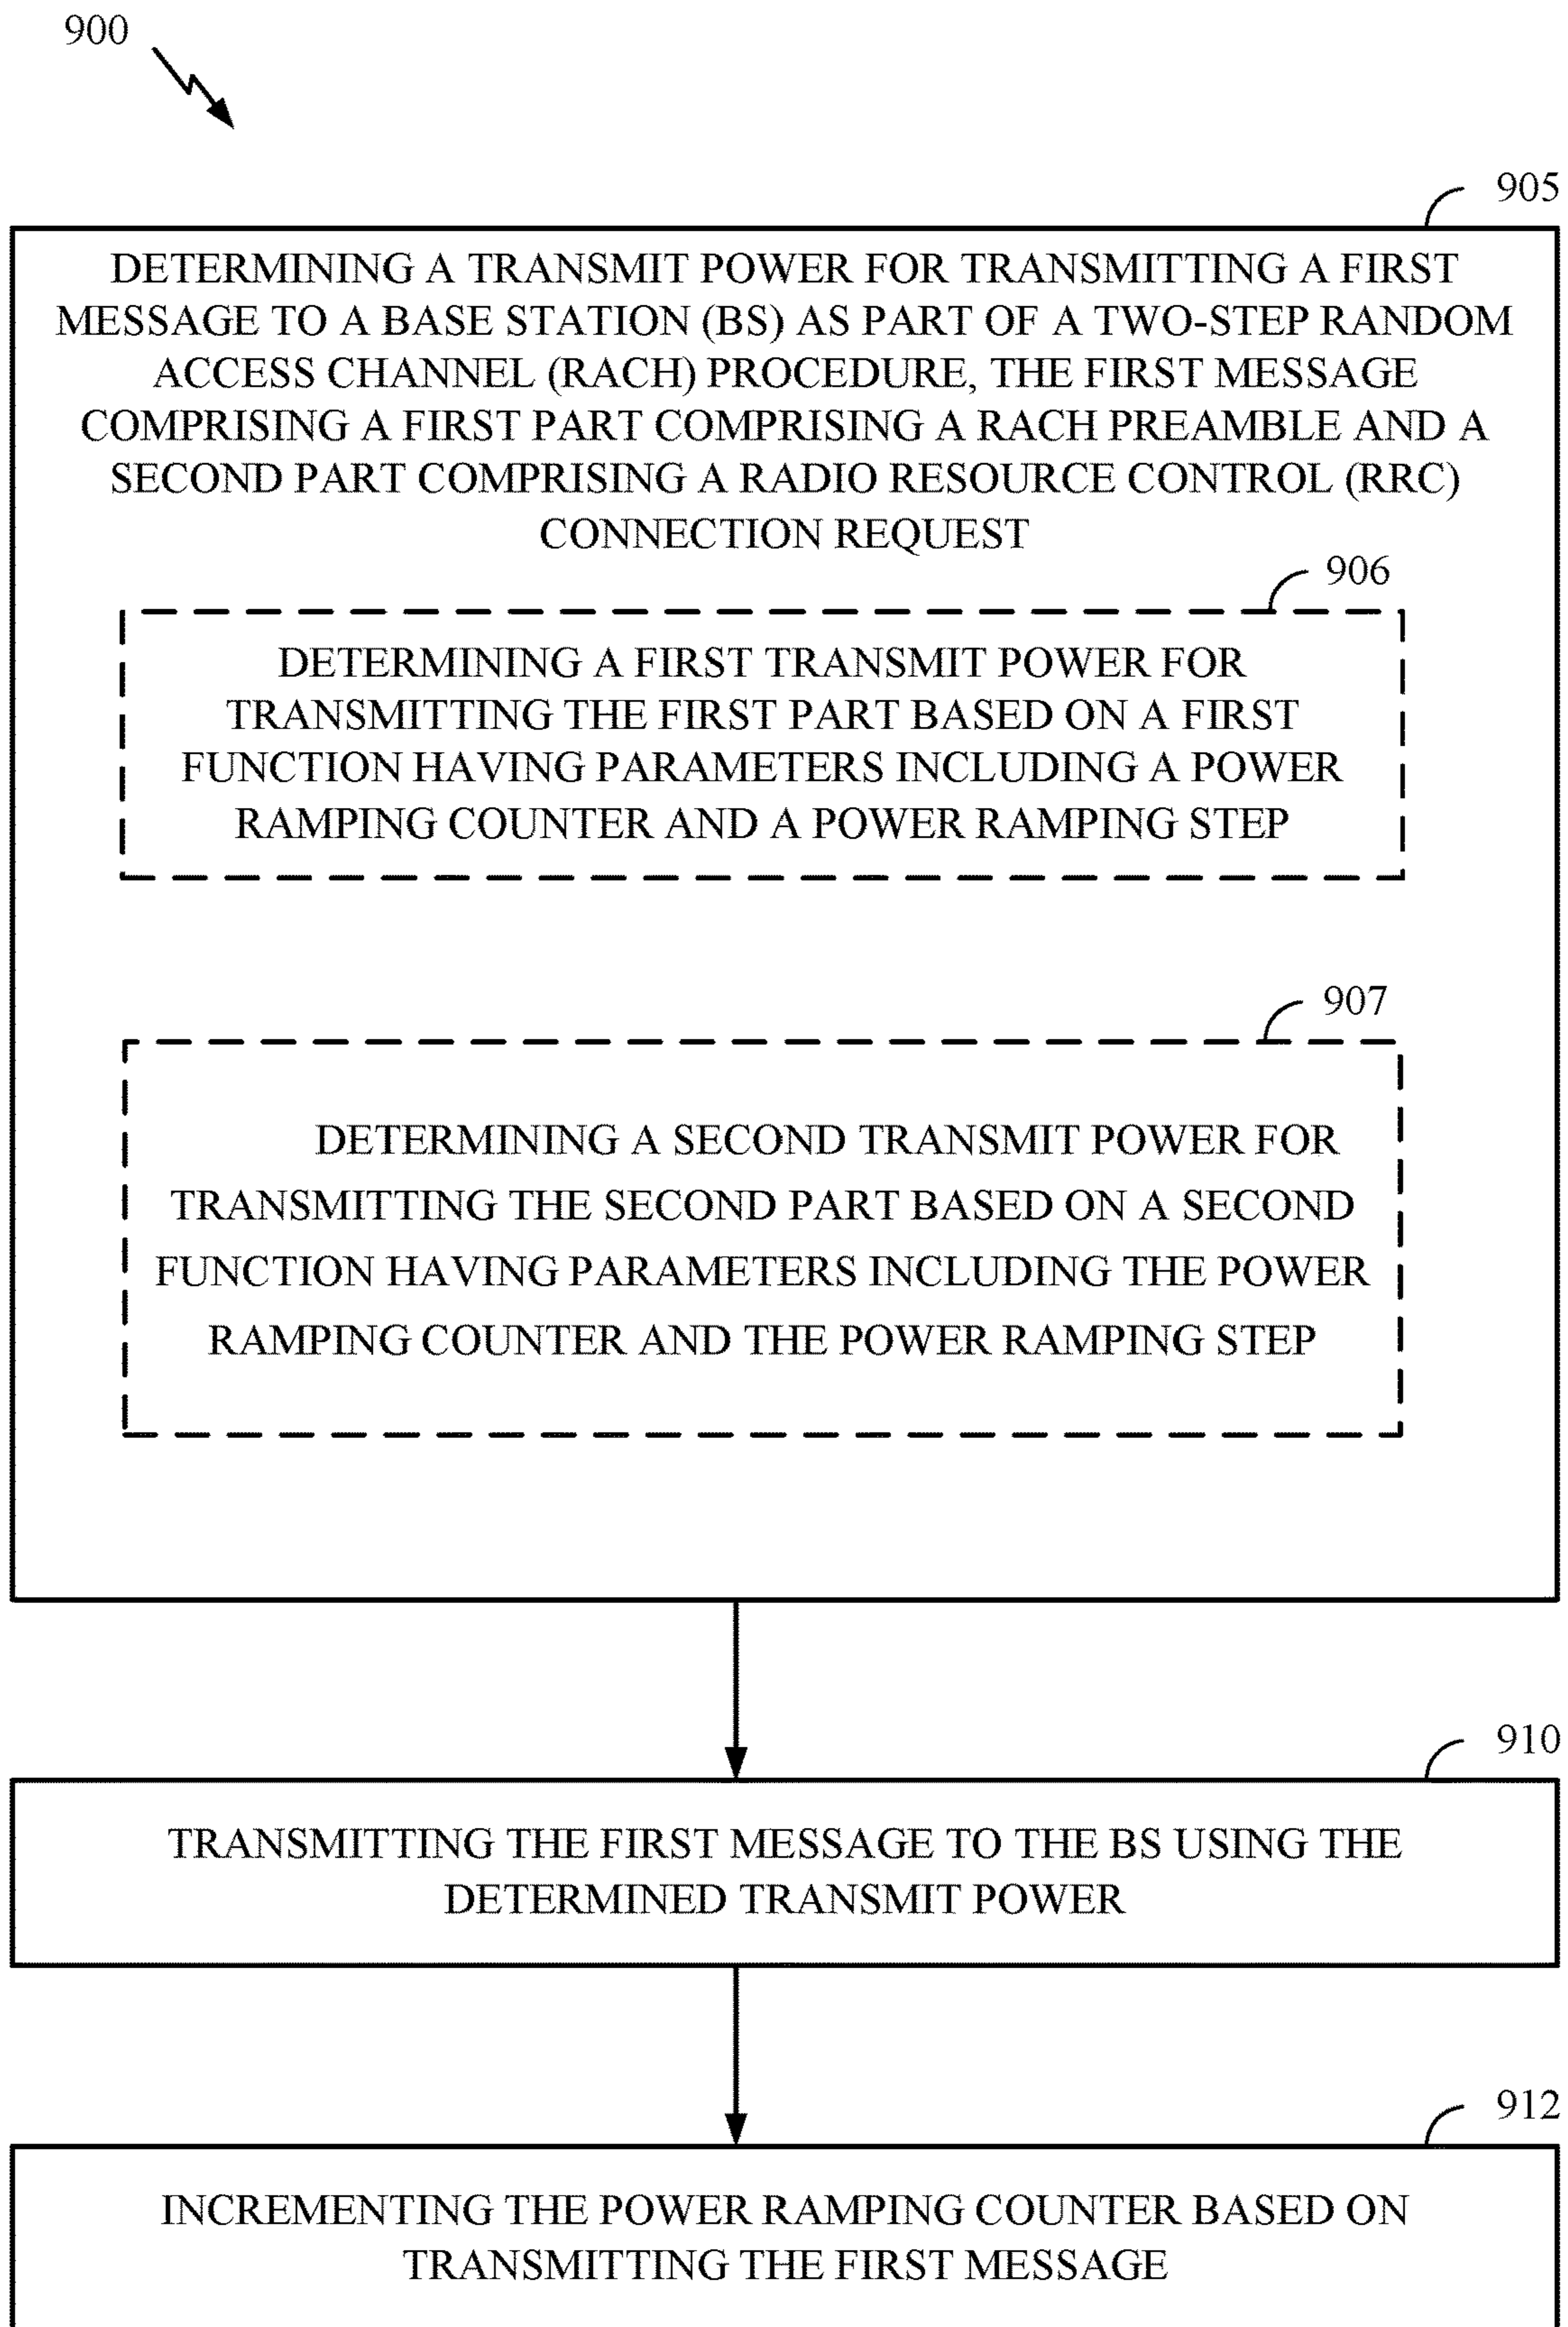 900
905
DETERMINING A TRANSMIT POWER FOR TRANSMITTING A FIRST
MESSAGE TO A BASE STATION (BS) AS PART OF A TWO-STEP RANDOM
ACCESS CHANNEL (RACH) PROCEDURE, THE FIRST MESSAGE
COMPRISING A FIRST PART COMPRISING A RACH PREAMBLE AND A
SECOND PART COMPRISING A RADIO RESOURCE CONTROL (RRC)
CONNECTION REQUEST
906
DETERMINING A FIRST TRANSMIT POWER FOR
TRANSMITTING THE FIRST PART BASED ON A FIRST
FUNCTION HAVING PARAMETERS INCLUDING A POWER
RAMPING COUNTER AND A POWER RAMPING STEP
907
DETERMINING A SECOND TRANSMIT POWER FOR
TRANSMITTING THE SECOND PART BASED ON A SECOND
FUNCTION HAVING PARAMETERS INCLUDING THE POWER
RAMPING COUNTER AND THE POWER RAMPING STEP
910
TRANSMITTING THE FIRST MESSAGE TO THE BS USING THE
DETERMINED TRANSMIT POWER
912
INCREMENTING THE POWER RAMPING COUNTER BASED ON
TRANSMITTING THE FIRST MESSAGE